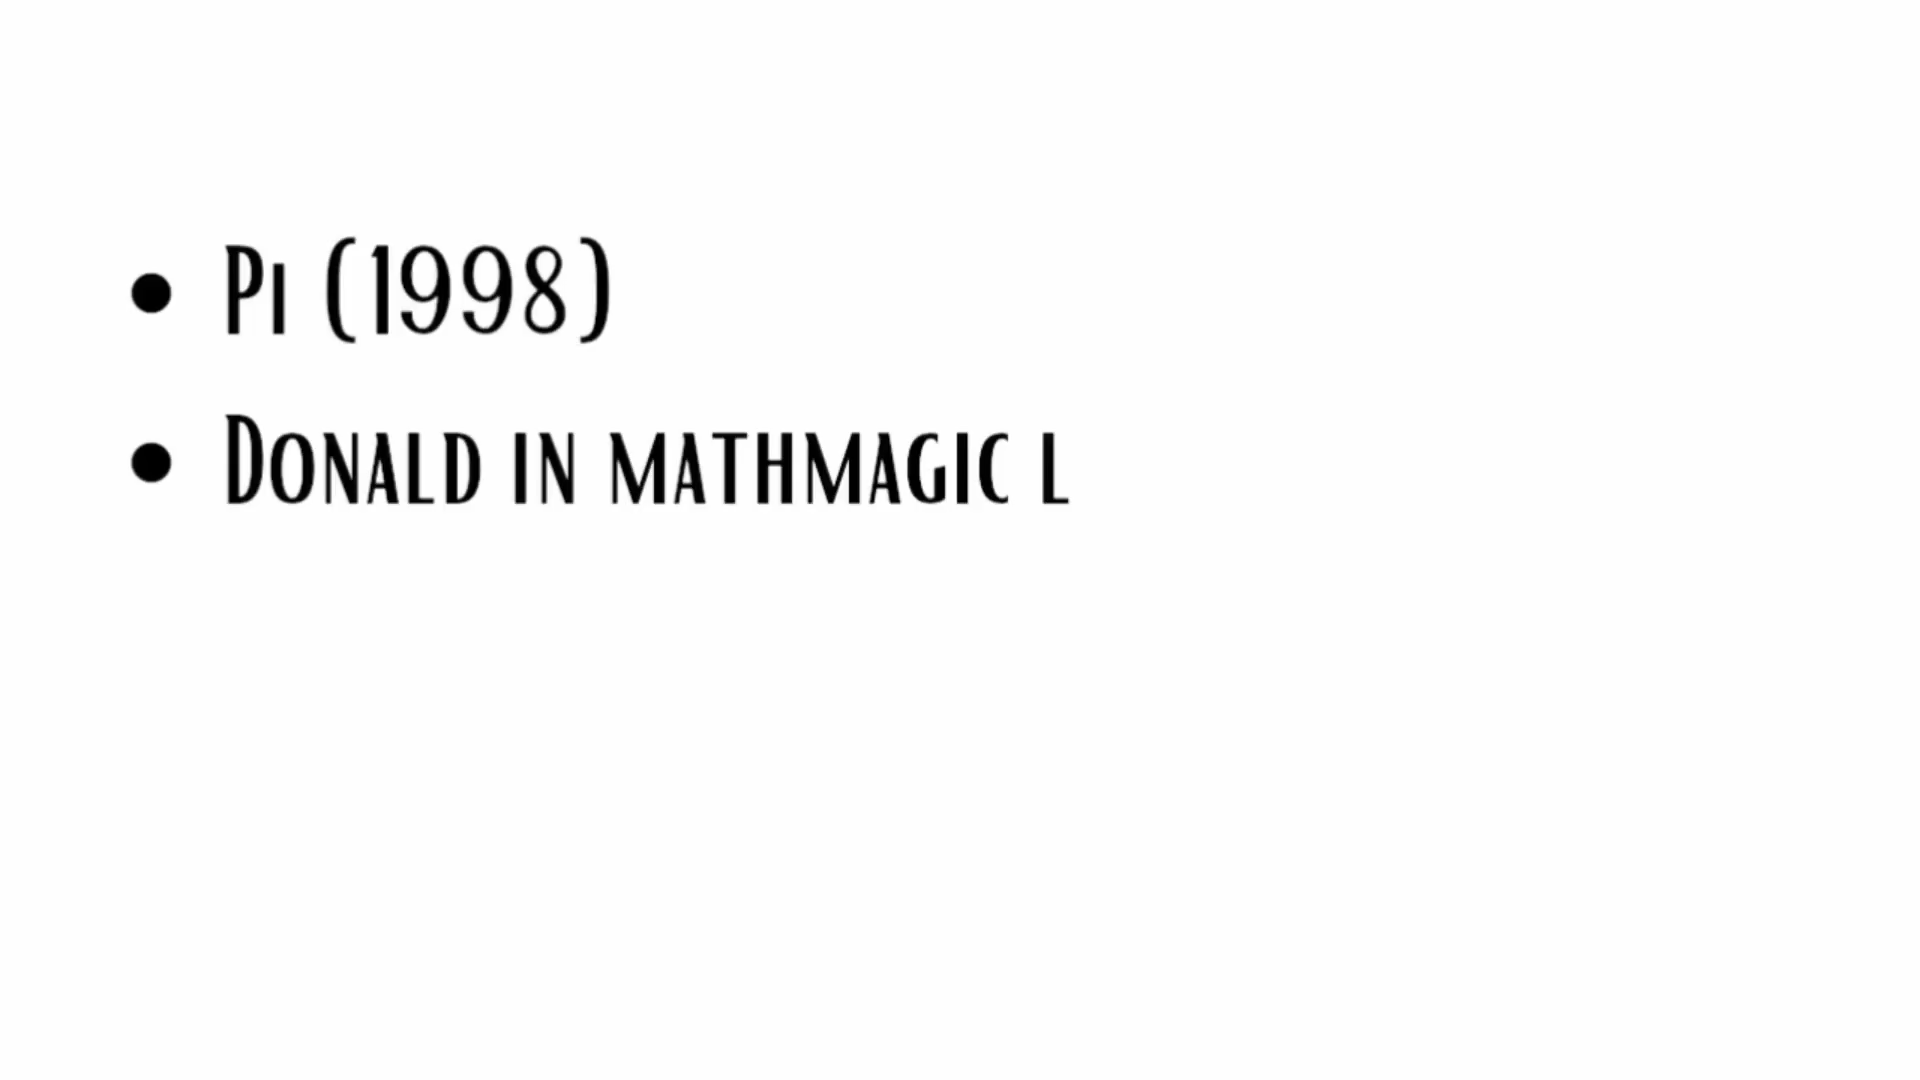 • Pi (1998)
• Donald in mathmagic l